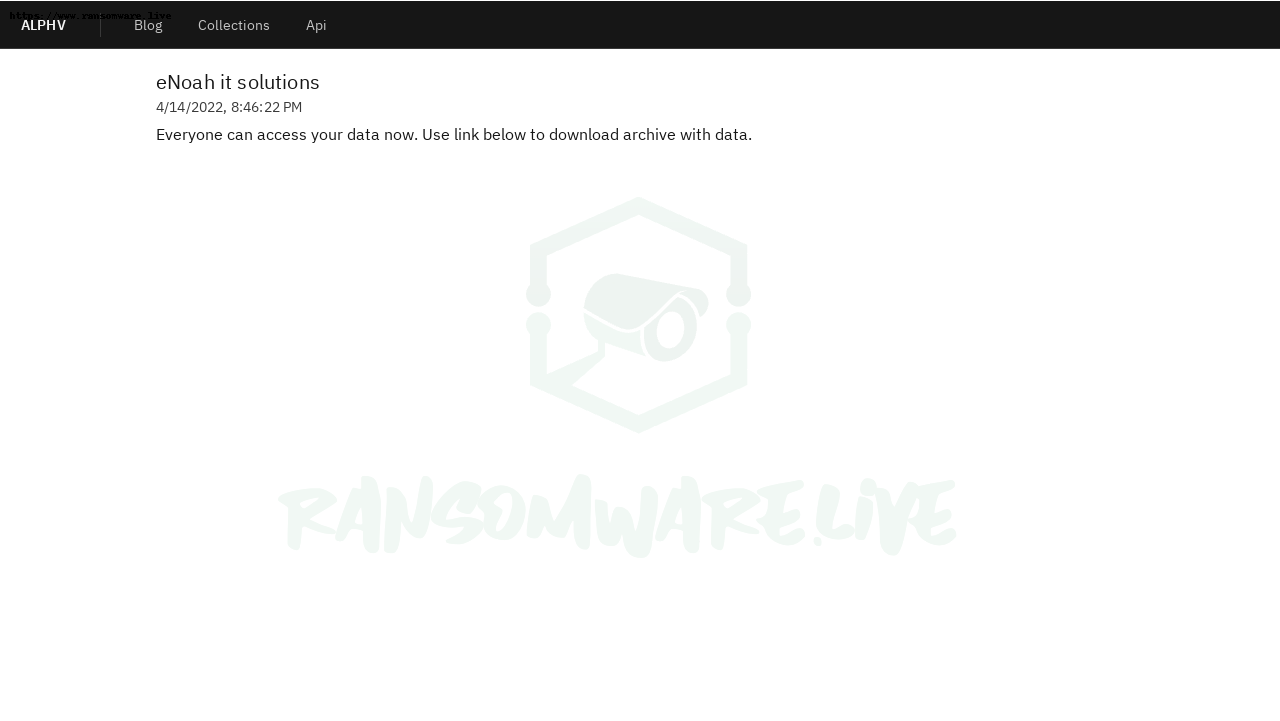 https://www.ransomware.live
ALPHV
Blog
Collections
Api
eNoah it solutions
4/14/2022, 8:46:22 PM
Everyone can access your data now. Use link below to download archive with data.
RANSOMWARE.LiVE